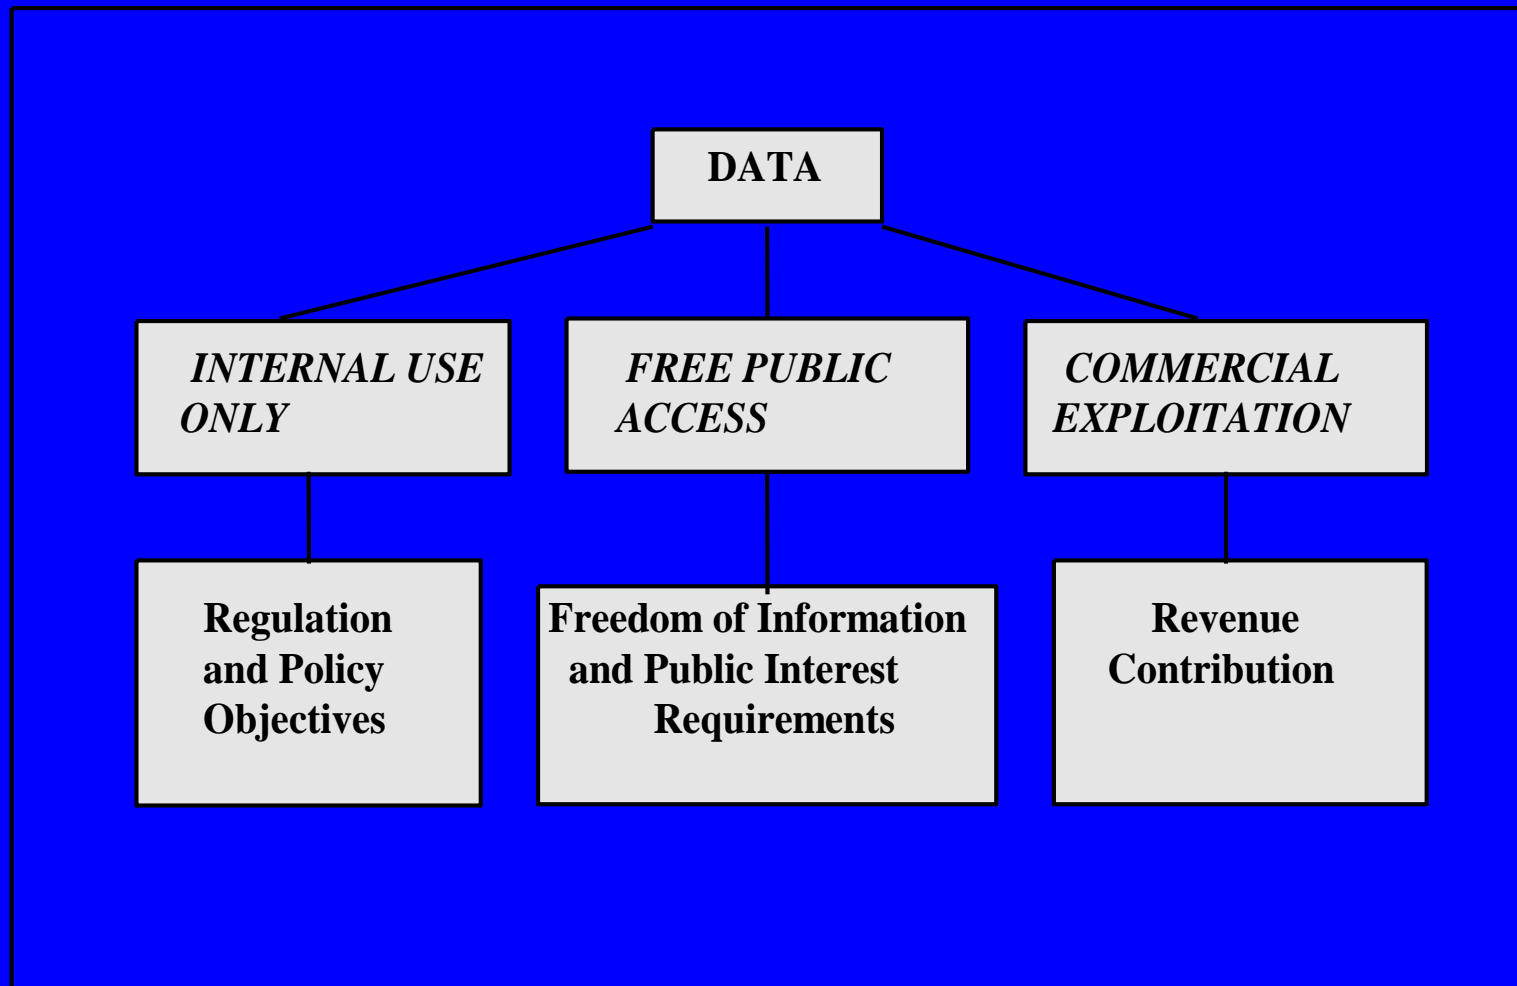 DATA
INTERNAL USE
ONLY
FREE PUBLIC
ACCESS
COMMERCIAL
EXPLOITATION
Regulation
and Policy
Objectives
Freedom of Information
and Public Interest
Requirements
Revenue
Contribution